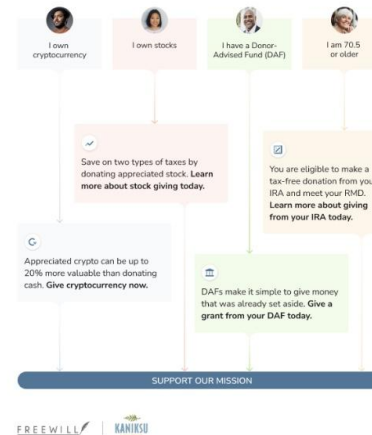 I own
cryptocurrency
I own stocks
I have a Donor-
Advised Fund (DAF)
I am 70.5
or older
Save on two types of taxes by
donating appreciated stock. Learn
more about stock giving today.
You are eligible to make a
tax-free donation from you
IRA and meet your RMD.
Learn more about giving
from your IRA today.
Appreciated crypto can be up to
20% more valuable than donating
cash. Give cryptocurrency now.
DAFs make it simple to give money
that was already set aside. Give a
grant from your DAF today.
SUPPORT OUR MISSION
FREEWILL
KANIKSU